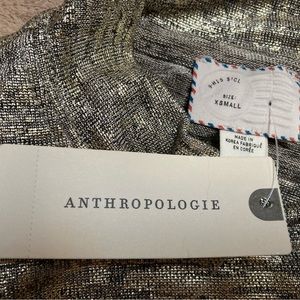 SIZE:
XSMALL
MADE IN
KOREA FABRIQUÉ
EN CORÉE
ANTHROPOLOGIE